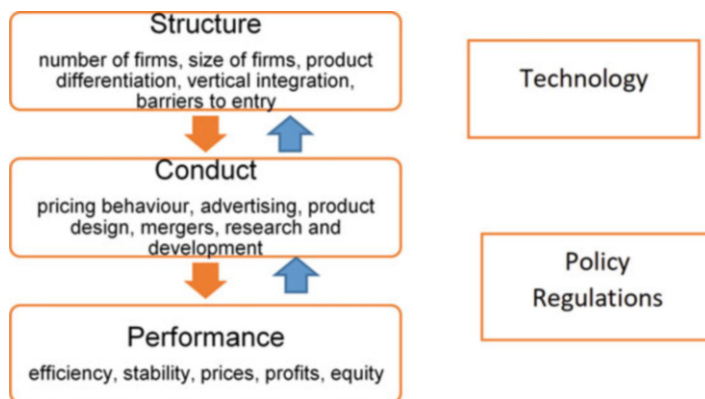 Structure
number of firms, size of firms, product
differentiation, vertical integration,
barriers to entry
Conduct
pricing behaviour, advertising, product
design, mergers, research and
development
Performance
efficiency, stability, prices, profits, equity
Technology
Policy
Regulations